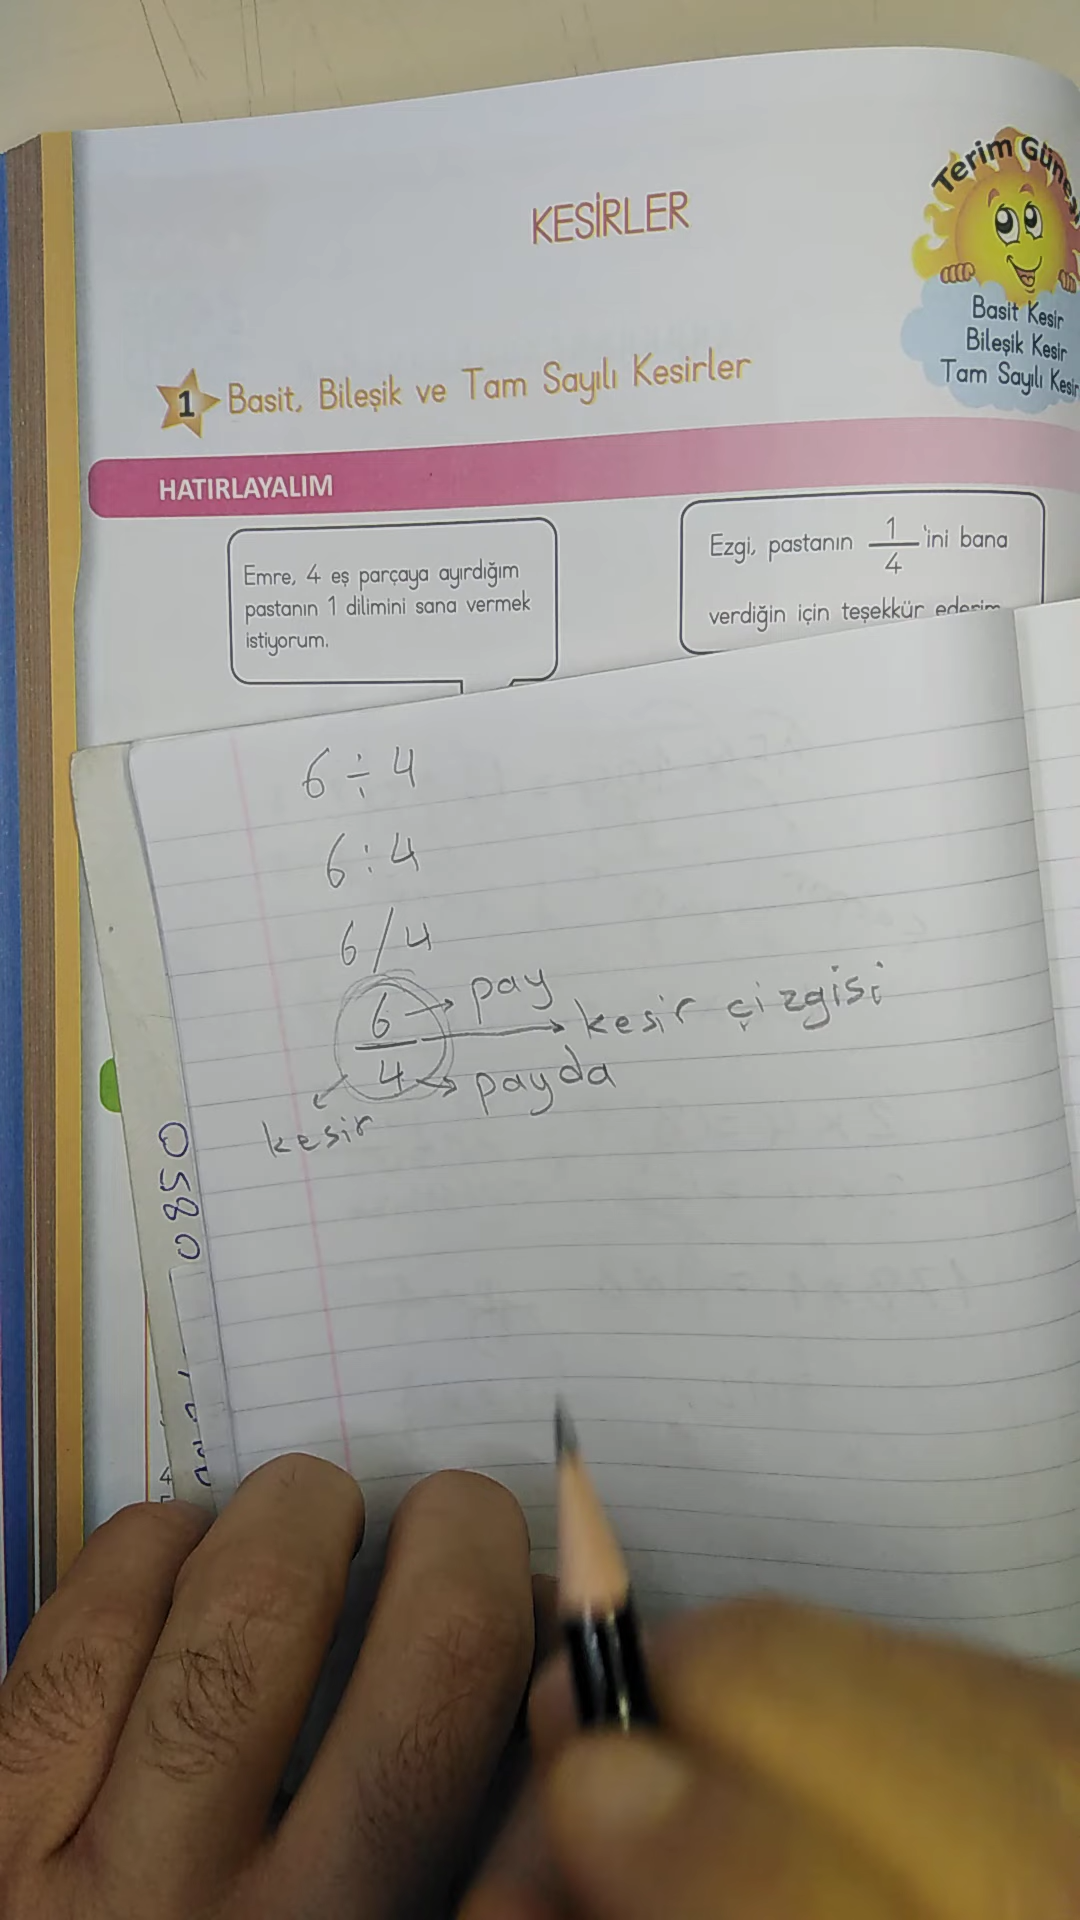 Terim Güneşi
KESİRLER
Basit Kesir
Bileşik Kesir
Tam Sayılı Kesir
1 Basit, Bileşik ve Tam Sayılı Kesirler
HATIRLAYALIM
Emre, 4 eş parçaya ayırdığım
pastanın 1 dilimini sana vermek
istiyorum.
Ezgi, pastanın 1/4 'ini bana
verdiğin için teşekkür ederim
6 ÷ 4
6 : 4
6 / 4
6 → pay
→ kesir çizgisi
4 → payda
kesir
0850